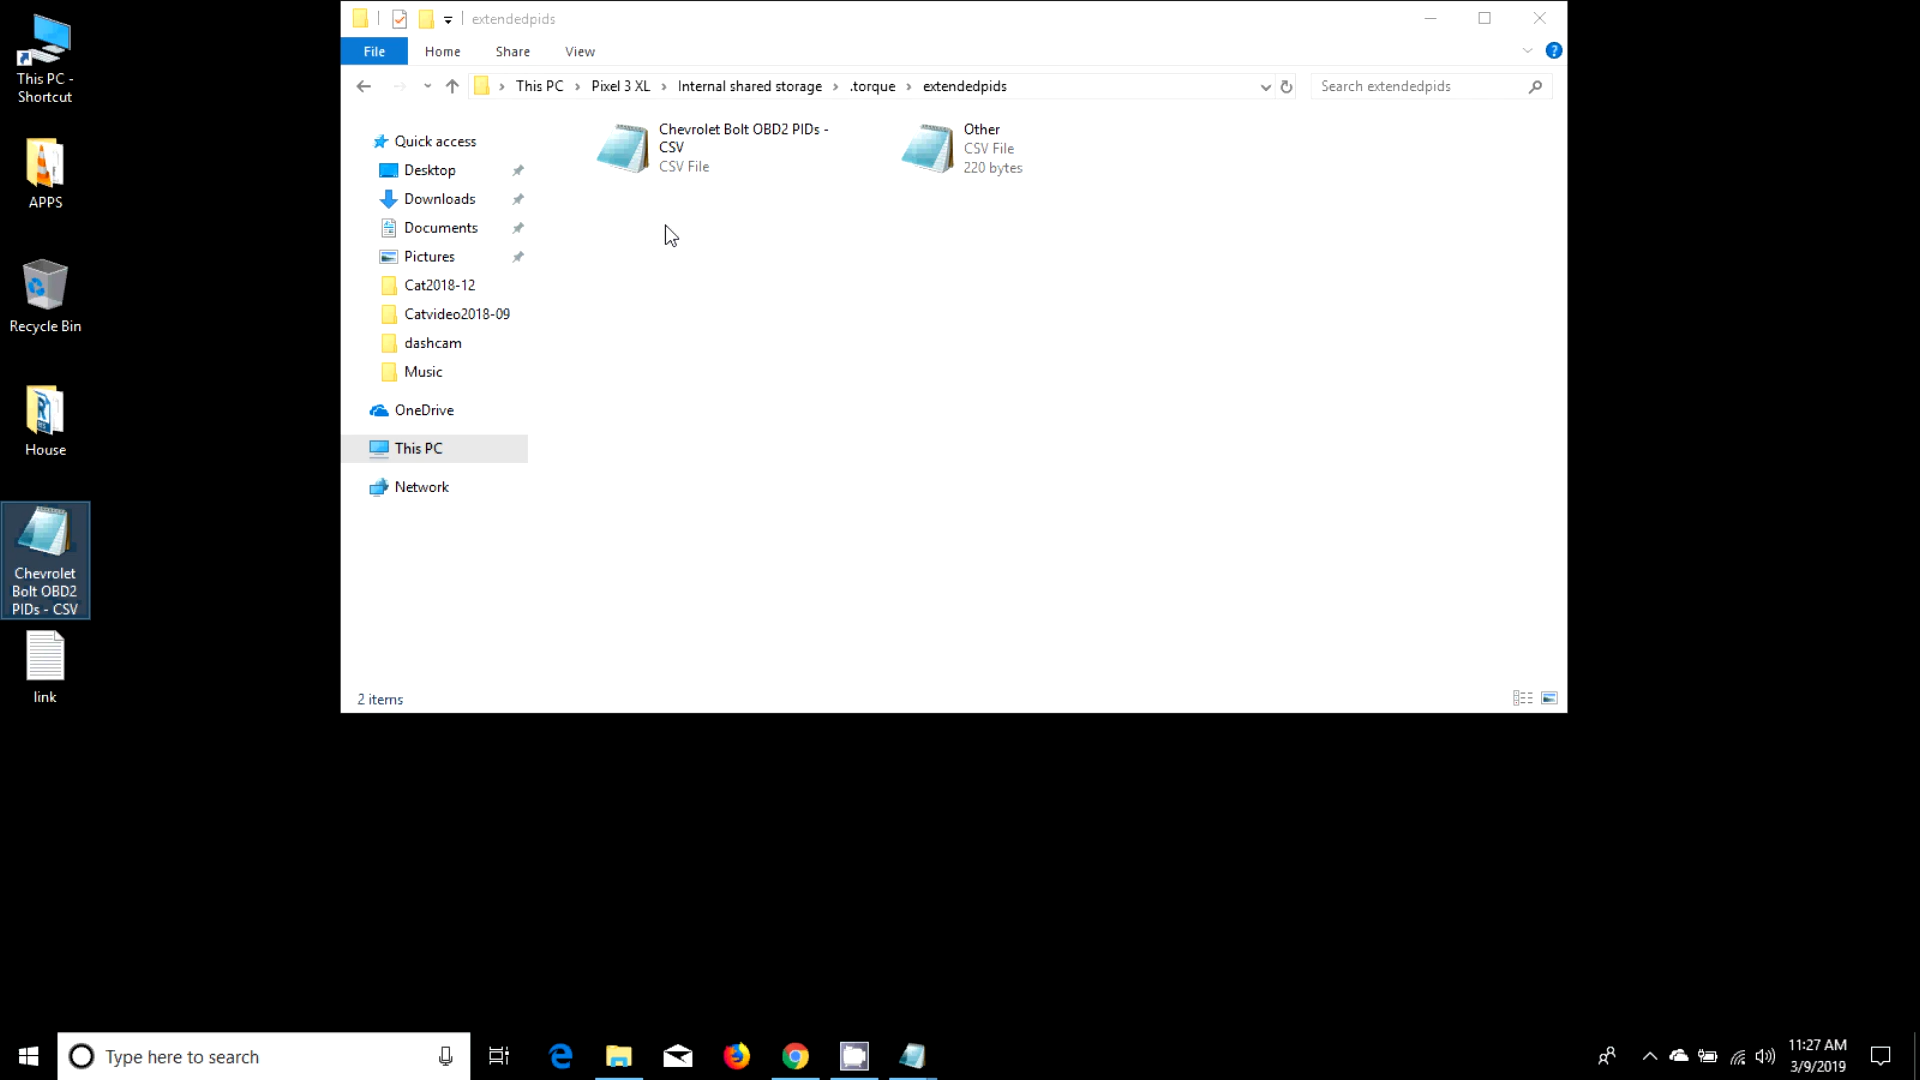 This PC -
Shortcut
APPS
Recycle Bin
House
Chevrolet
Bolt OBD2
PIDs - CSV
link
extendedpids
File
Home
Share
View
?
This PC
Pixel 3 XL
Internal shared storage
.torque
extendedpids
Search extendedpids
Quick access
Desktop
Downloads
Documents
Pictures
Cat2018-12
Catvideo2018-09
dashcam
Music
OneDrive
This PC
Network
Chevrolet Bolt OBD2 PIDs -
CSV
CSV File
Other
CSV File
220 bytes
2 items
Type here to search
11:27 AM
3/9/2019